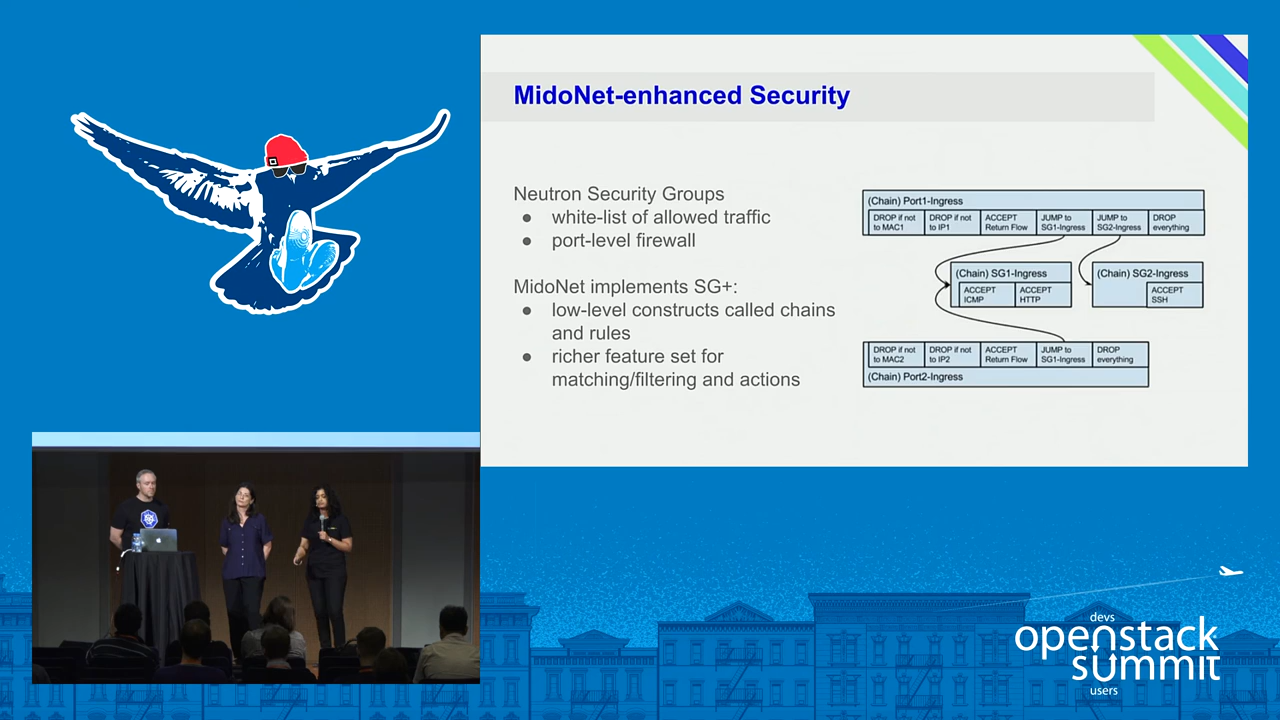 MidoNet-enhanced Security
Neutron Security Groups
● white-list of allowed traffic
● port-level firewall
MidoNet implements SG+:
● low-level constructs called chains
and rules
● richer feature set for
matching/filtering and actions
(Chain) Port1-Ingress
DROP if not
to MAC1
DROP if not
to IP1
ACCEPT
Return Flow
JUMP to
SG1-Ingress
JUMP to
SG2-Ingress
DROP
everything
(Chain) SG1-Ingress
ACCEPT
ICMP
ACCEPT
HTTP
(Chain) SG2-Ingress
ACCEPT
SSH
DROP if not
to MAC2
DROP if not
to IP2
ACCEPT
Return Flow
JUMP to
SG1-Ingress
DROP
everything
(Chain) Port2-Ingress
devs
openstack
summit
users